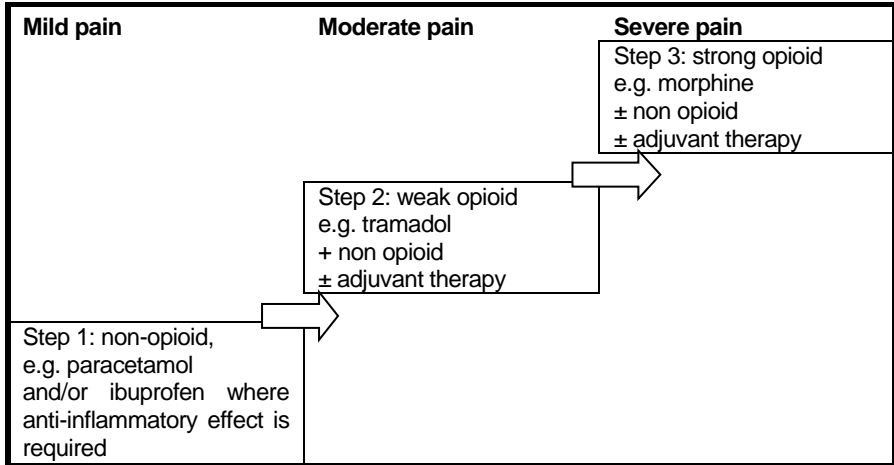 Mild pain
Moderate pain
Severe pain
Step 3: strong opioid
e.g. morphine
± non opioid
± adjuvant therapy
Step 2: weak opioid
e.g. tramadol
+ non opioid
± adjuvant therapy
Step 1: non-opioid,
e.g. paracetamol
and/or ibuprofen where
anti-inflammatory effect is
required